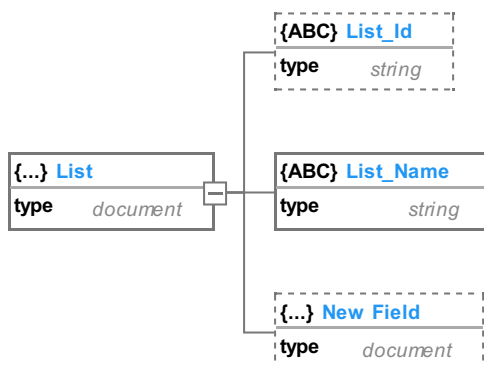 {ABC} List_Id
type string
{...} List
type document
{ABC} List_Name
type string
{...} New Field
type document